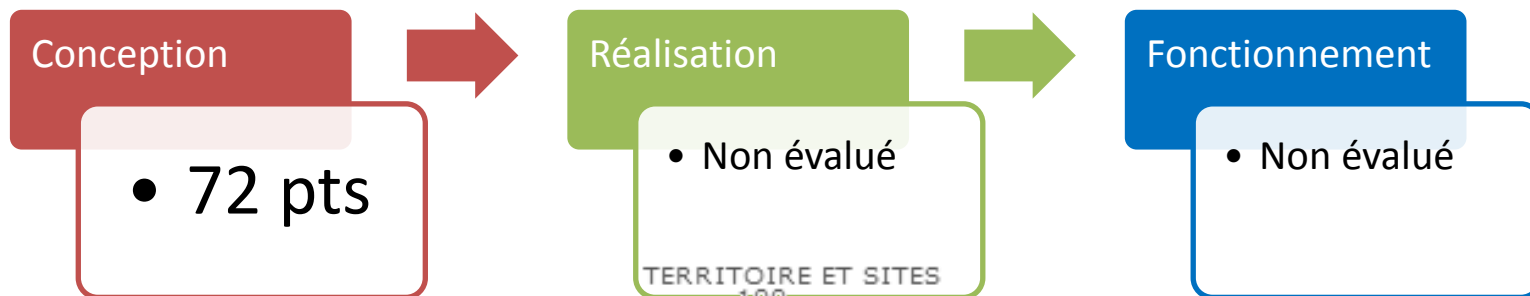 Conception
• 72 pts
Réalisation
• Non évalué
Fonctionnement
• Non évalué
TERRITOIRE ET SITES